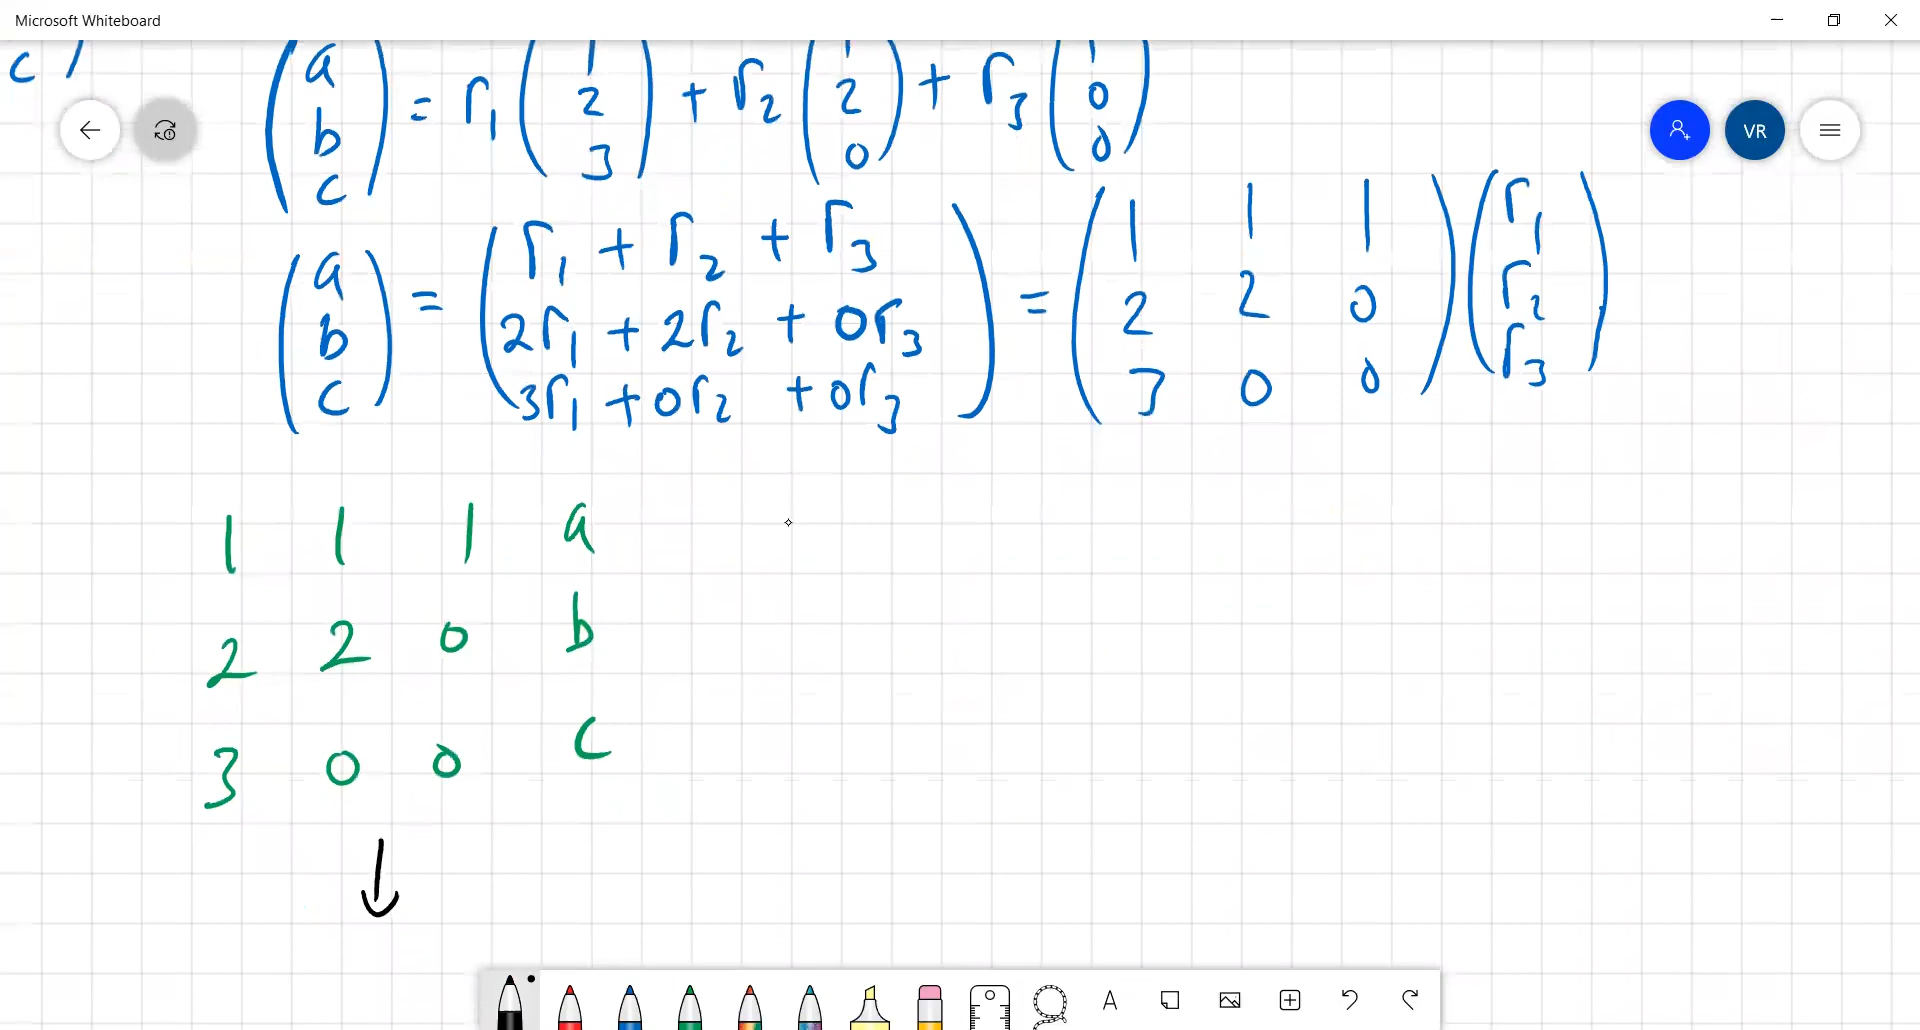 Microsoft Whiteboard
c )
( a b c ) = r₁ ( 1 2 3 ) + r₂ ( 1 2 0 ) + r₃ ( 1 0 0 )
VR
( a b c ) = ( r₁ + r₂ + r₃
2r₁ + 2r₂ + 0r₃
3r₁ + 0r₂ + 0r₃ ) = ( 1 1 1
2 2 0
3 0 0 ) ( r₁ r₂ r₃ )
1 1 1 a
2 2 0 b
3 0 0 c
↓
A